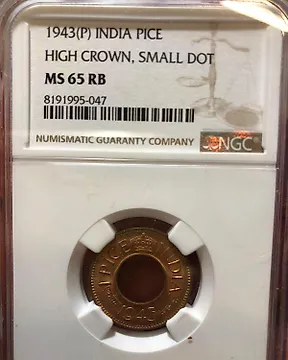 1943(P) INDIA PICE
HIGH CROWN, SMALL DOT
MS 65 RB
8191995-047
NUMISMATIC GUARANTY COMPANY
NGC
1 PICE INDIA
1943